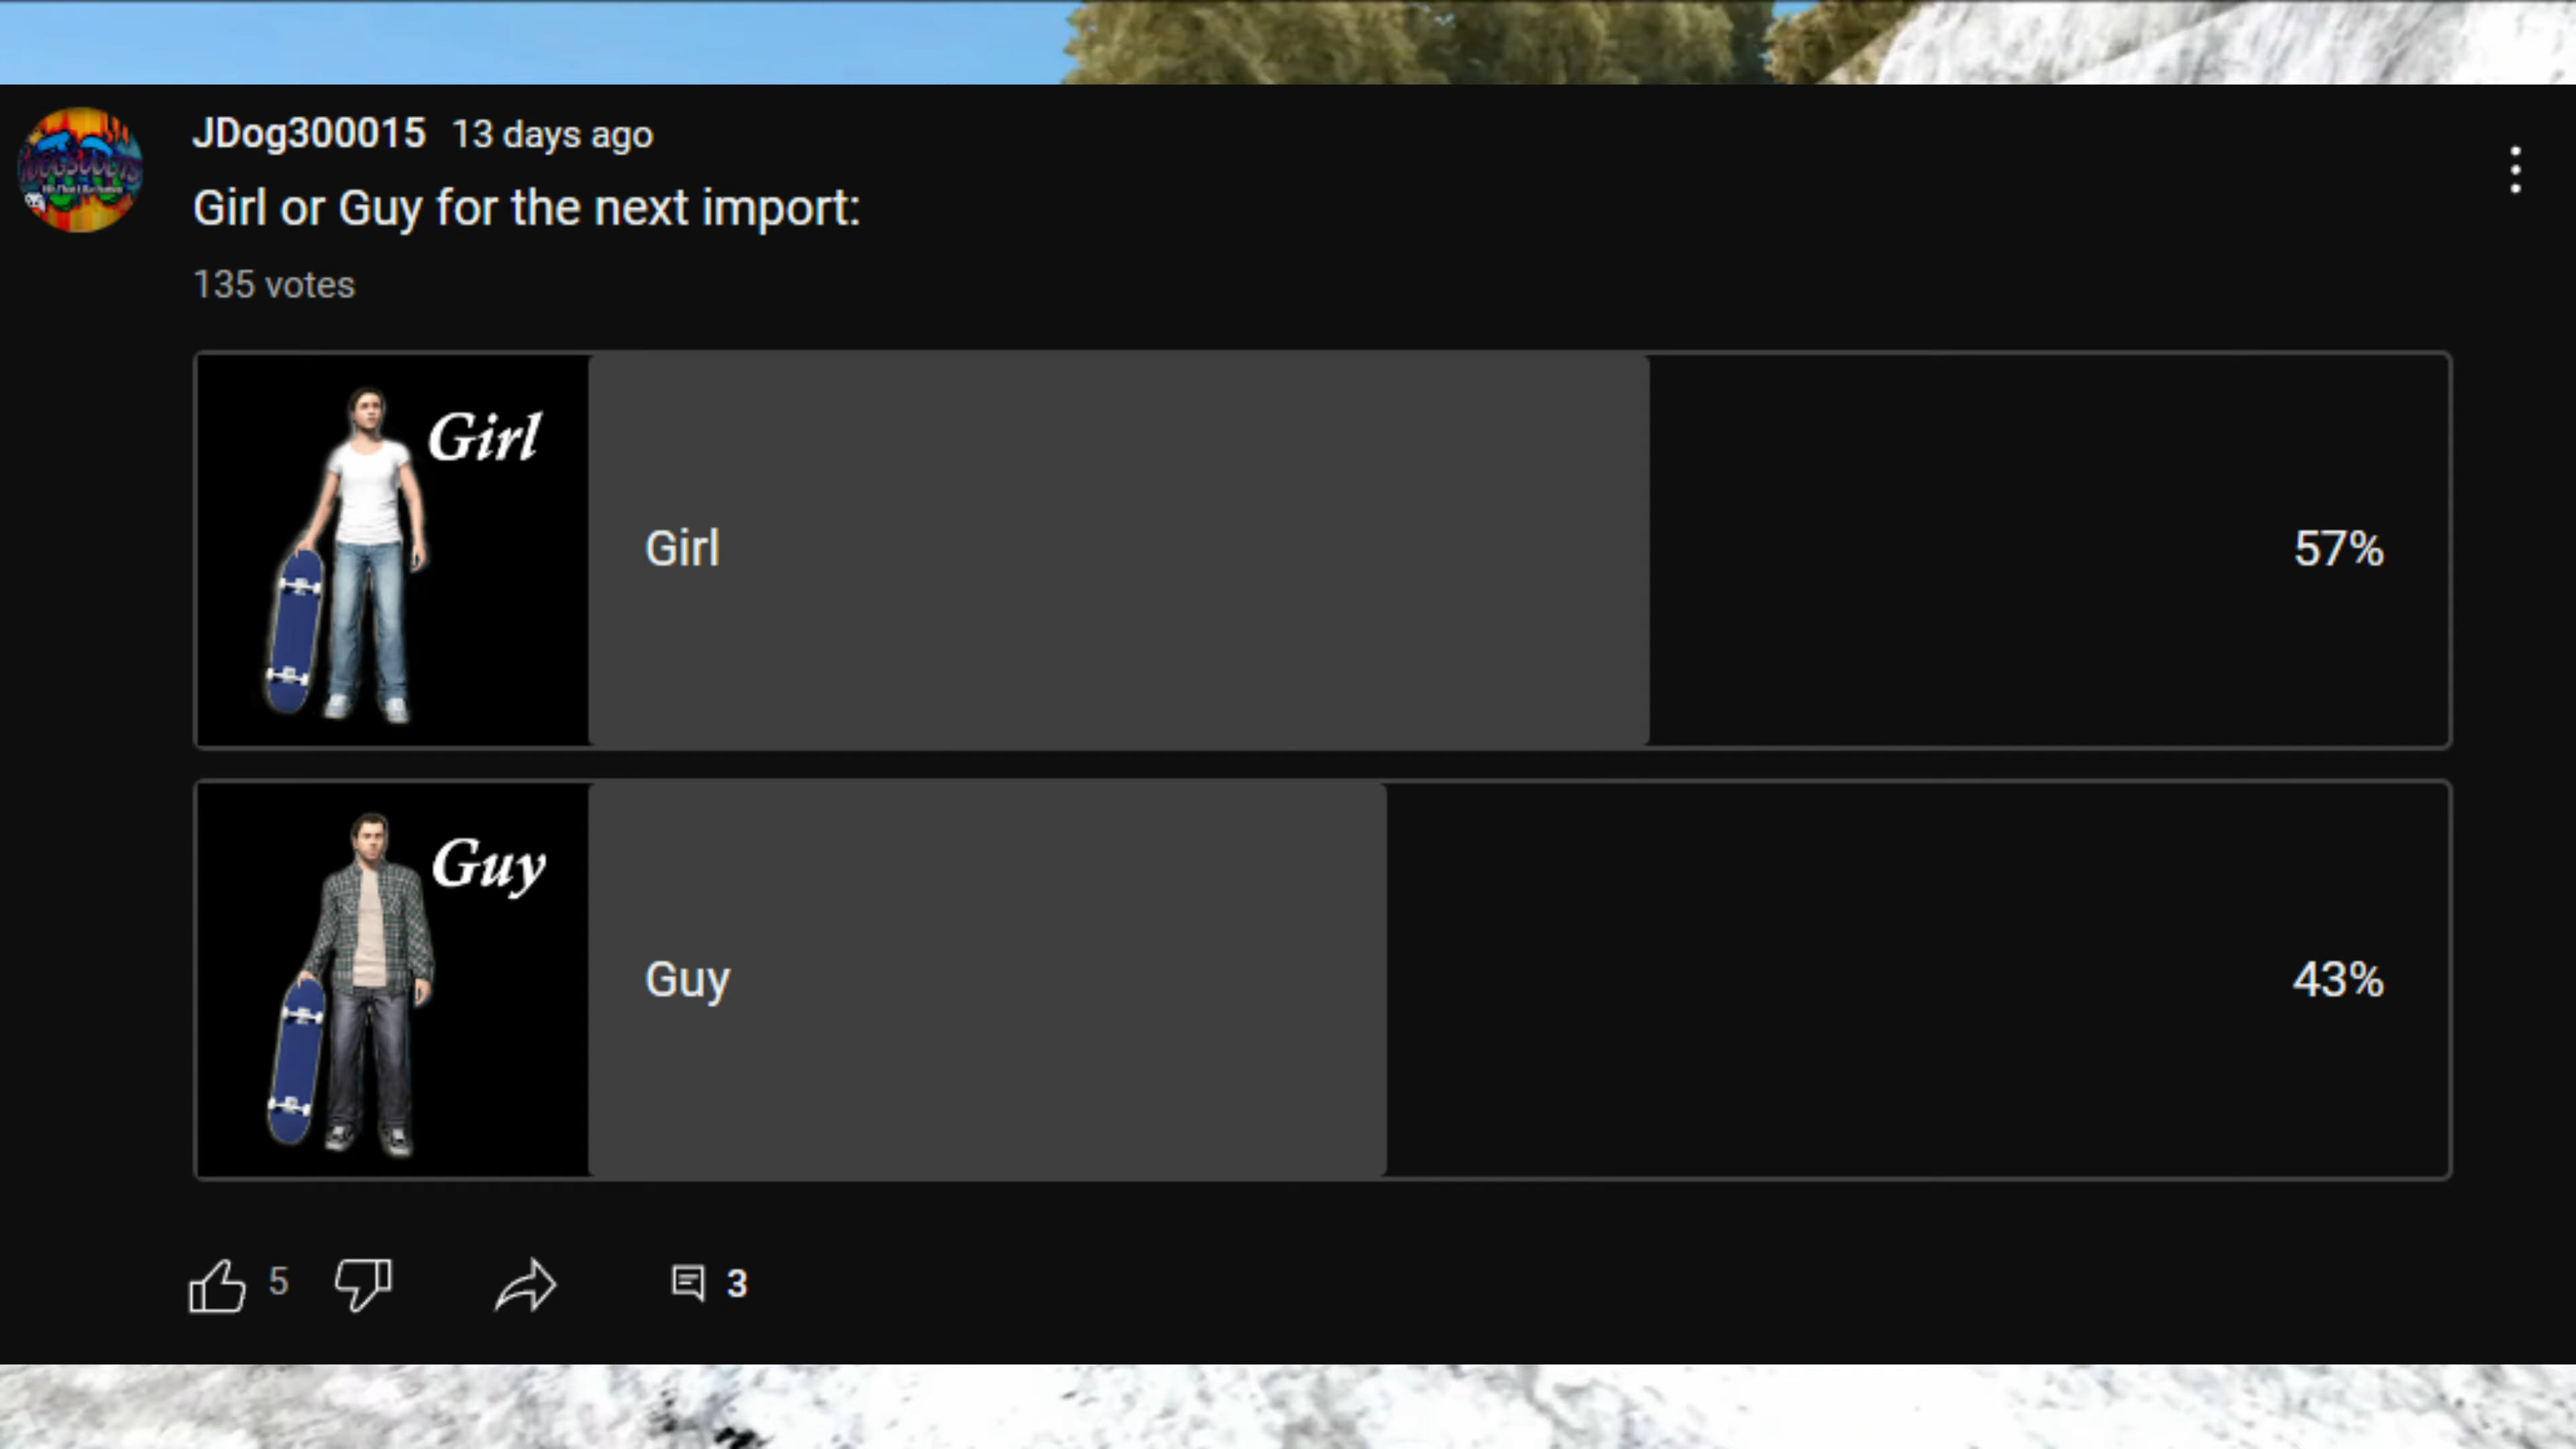 JDog300015 13 days ago
Girl or Guy for the next import:
135 votes
Girl
Girl
57%
Guy
Guy
43%
5
3